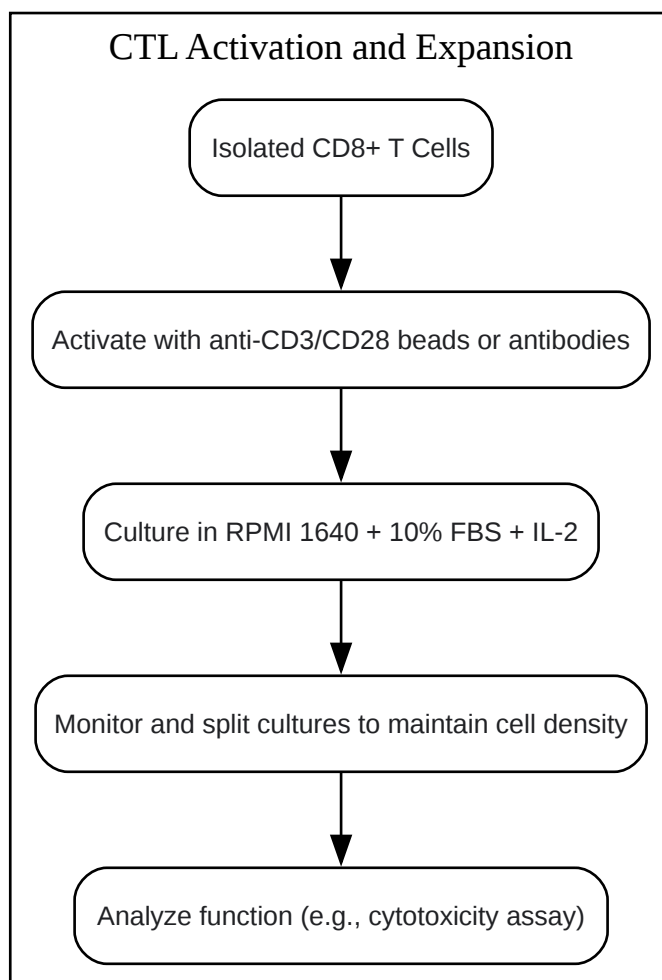 CTL Activation and Expansion
Isolated CD8+ T Cells
Activate with anti-CD3/CD28 beads or antibodies
Culture in RPMI 1640 + 10% FBS + IL-2
Monitor and split cultures to maintain cell density
Analyze function (e.g., cytotoxicity assay)